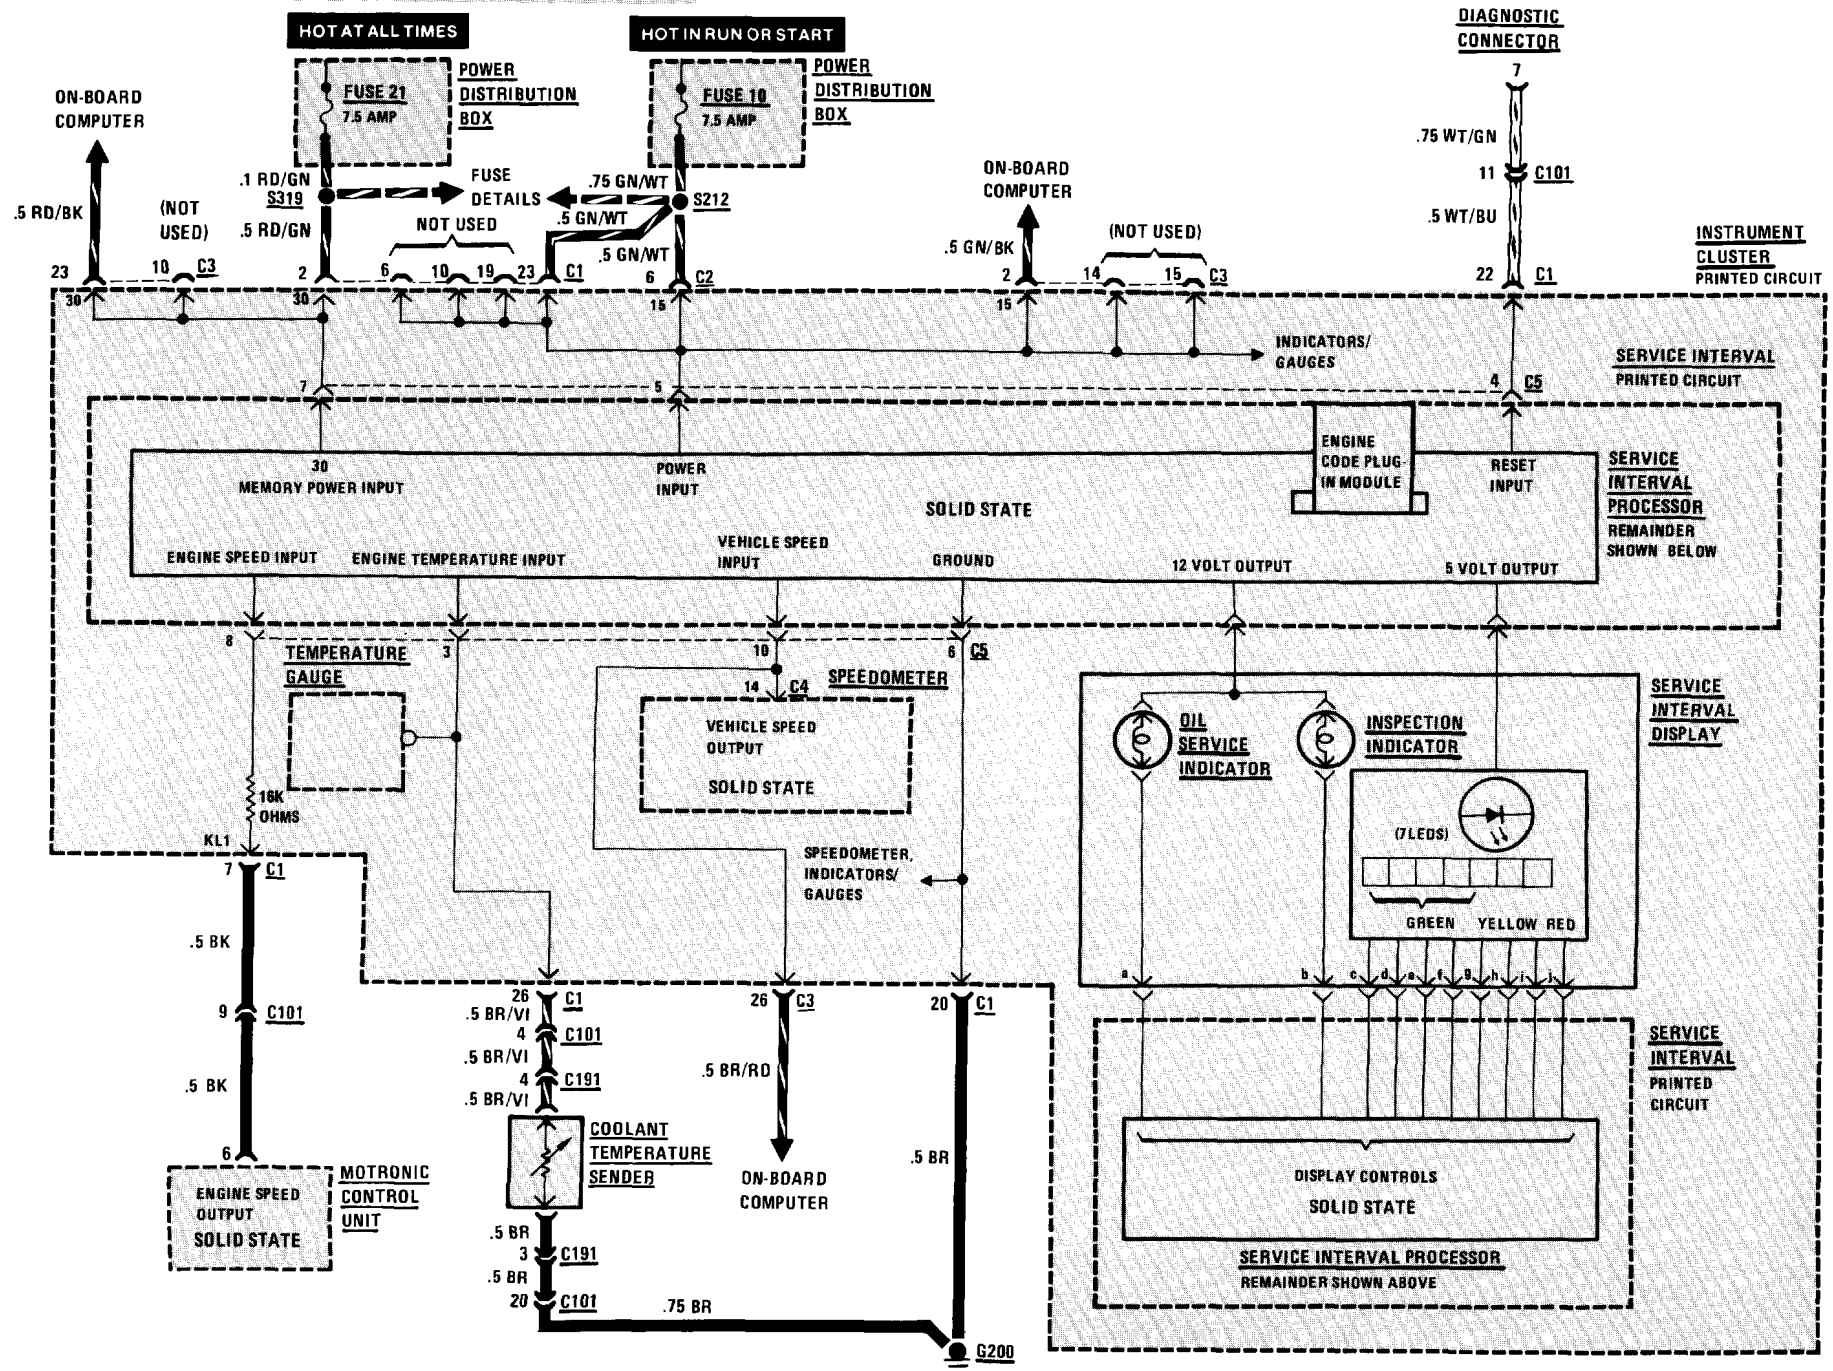 HOT AT ALL TIMES
HOT IN RUN OR START
DIAGNOSTIC
CONNECTOR
7
ON-BOARD
COMPUTER
FUSE 21
7.5 AMP
POWER
DISTRIBUTION
BOX
FUSE 10
7.5 AMP
POWER
DISTRIBUTION
BOX
.75 WT/GN
11
C101
.5 WT/BU
ON-BOARD
COMPUTER
.1 RD/GN
S319
.5 RD/GN
FUSE
DETAILS
.75 GN/WT
S212
.5 GN/WT
.5 GN/WT
.5 RD/BK
(NOT
USED)
NOT USED
.5 GN/BK
(NOT USED)
INSTRUMENT
CLUSTER
PRINTED CIRCUIT
23
10
C3
2
6
10
19
23
C1
6
C2
2
14
15
C3
22
C1
30
30
15
15
INDICATORS/
GAUGES
SERVICE INTERVAL
PRINTED CIRCUIT
7
5
4
C5
30
MEMORY POWER INPUT
POWER
INPUT
SOLID STATE
ENGINE
CODE PLUG-
IN MODULE
RESET
INPUT
SERVICE
INTERVAL
PROCESSOR
REMAINDER
SHOWN BELOW
ENGINE SPEED INPUT
ENGINE TEMPERATURE INPUT
VEHICLE SPEED
INPUT
GROUND
12 VOLT OUTPUT
5 VOLT OUTPUT
8
3
10
6
C5
TEMPERATURE
GAUGE
14
C4
SPEEDOMETER
VEHICLE SPEED
OUTPUT
SOLID STATE
OIL
SERVICE
INDICATOR
INSPECTION
INDICATOR
SERVICE
INTERVAL
DISPLAY
16K
OHMS
KL1
7
C1
SPEEDOMETER,
INDICATORS/
GAUGES
(7 LEDS)
GREEN
YELLOW
RED
a
b
c
d
e
f
g
h
i
j
.5 BK
9
C101
.5 BK
6
ENGINE SPEED
OUTPUT
SOLID STATE
MOTRONIC
CONTROL
UNIT
26
C1
.5 BR/VI
4
C101
.5 BR/VI
4
C191
.5 BR/VI
COOLANT
TEMPERATURE
SENDER
.5 BR
3
C191
.5 BR
20
C101
.75 BR
26
C3
.5 BR/RD
ON-BOARD
COMPUTER
20
C1
.5 BR
G200
SERVICE
INTERVAL
PRINTED
CIRCUIT
DISPLAY CONTROLS
SOLID STATE
SERVICE INTERVAL PROCESSOR
REMAINDER SHOWN ABOVE